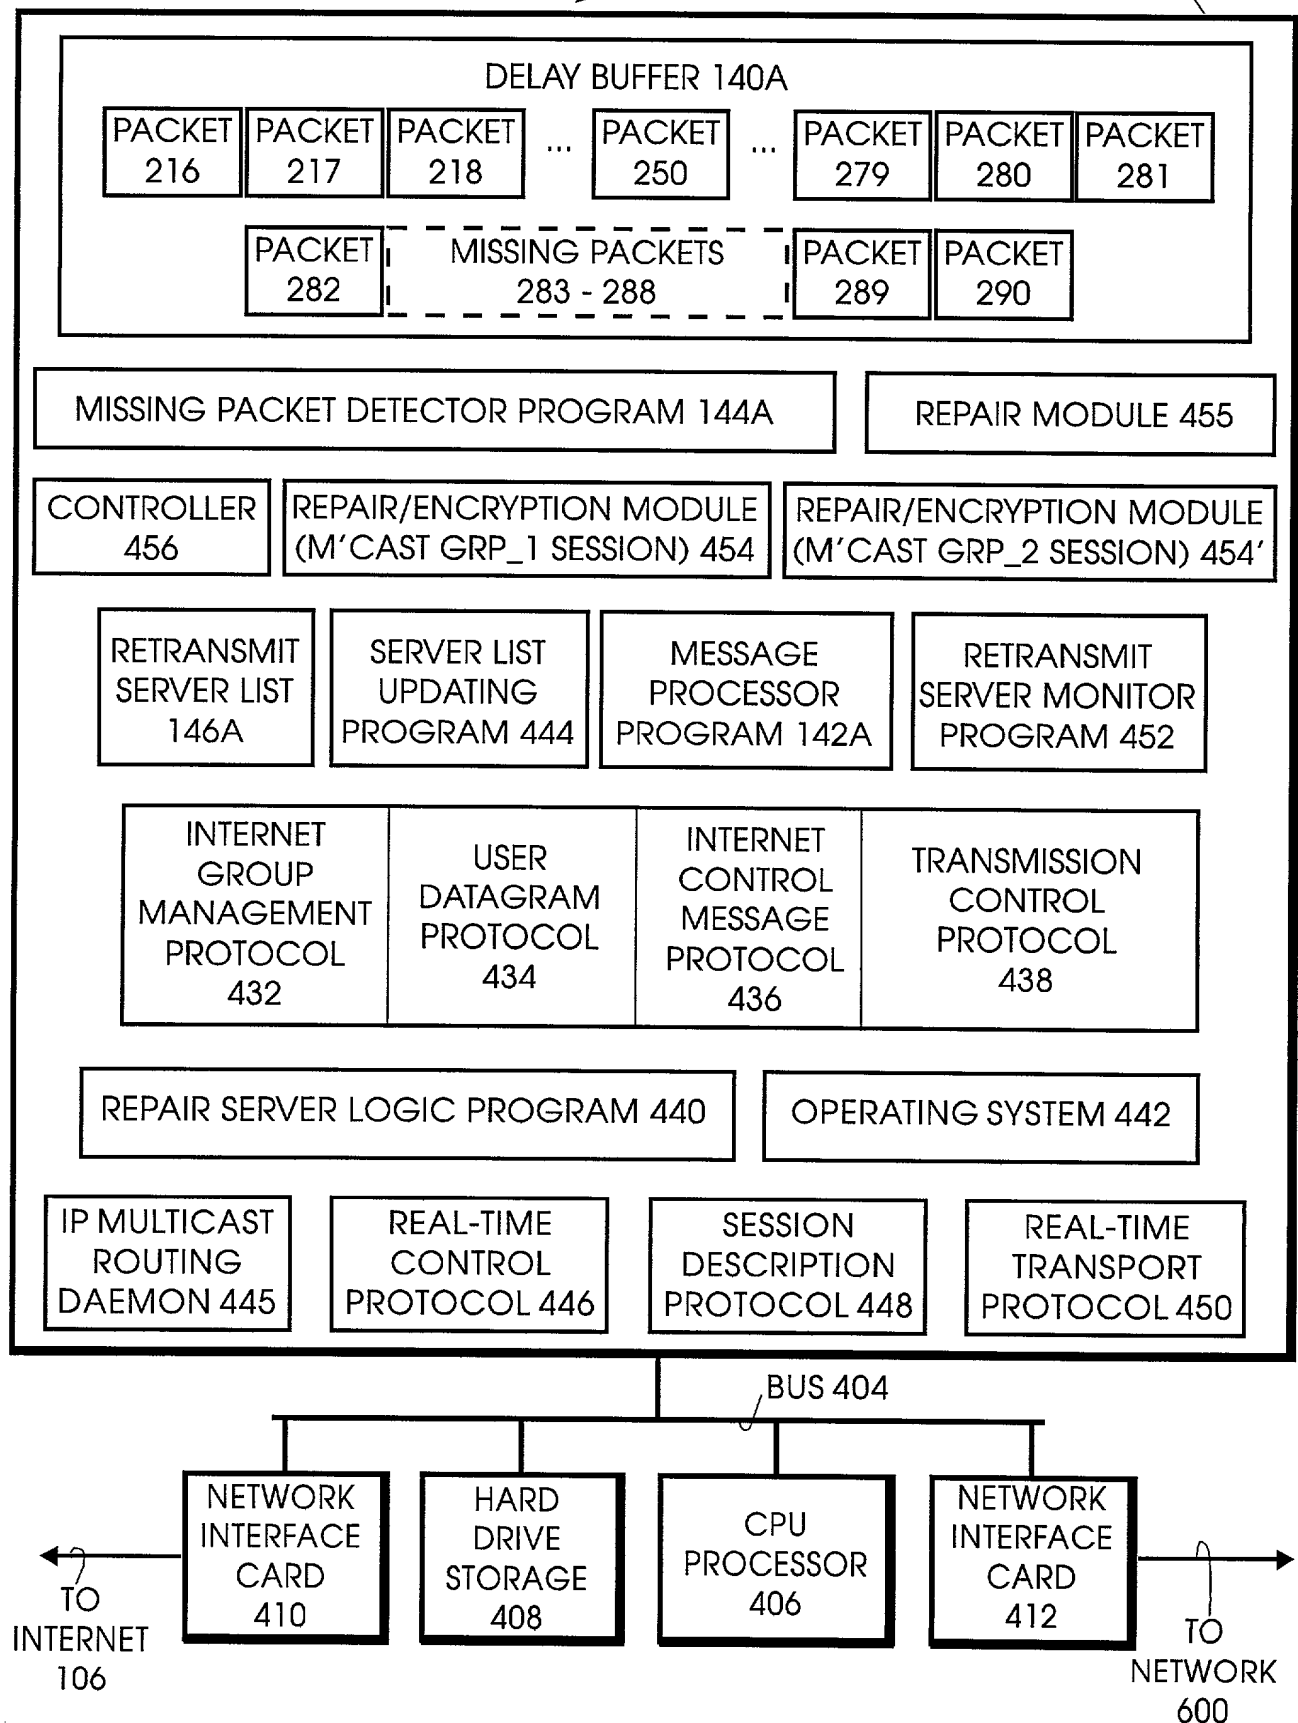 DELAY BUFFER 140A
PACKET 216
PACKET 217
PACKET 218
...
PACKET 250
...
PACKET 279
PACKET 280
PACKET 281
PACKET 282
MISSING PACKETS
283 - 288
PACKET 289
PACKET 290
MISSING PACKET DETECTOR PROGRAM 144A
REPAIR MODULE 455
CONTROLLER
456
REPAIR/ENCRYPTION MODULE
(M'CAST GRP_1 SESSION) 454
REPAIR/ENCRYPTION MODULE
(M'CAST GRP_2 SESSION) 454'
RETRANSMIT
SERVER LIST
146A
SERVER LIST
UPDATING
PROGRAM 444
MESSAGE
PROCESSOR
PROGRAM 142A
RETRANSMIT
SERVER MONITOR
PROGRAM 452
INTERNET
GROUP
MANAGEMENT
PROTOCOL
432
USER
DATAGRAM
PROTOCOL
434
INTERNET
CONTROL
MESSAGE
PROTOCOL
436
TRANSMISSION
CONTROL
PROTOCOL
438
REPAIR SERVER LOGIC PROGRAM 440
OPERATING SYSTEM 442
IP MULTICAST
ROUTING
DAEMON 445
REAL-TIME
CONTROL
PROTOCOL 446
SESSION
DESCRIPTION
PROTOCOL 448
REAL-TIME
TRANSPORT
PROTOCOL 450
BUS 404
NETWORK
INTERFACE
CARD
410
HARD
DRIVE
STORAGE
408
CPU
PROCESSOR
406
NETWORK
INTERFACE
CARD
412
TO
INTERNET
106
TO
NETWORK
600